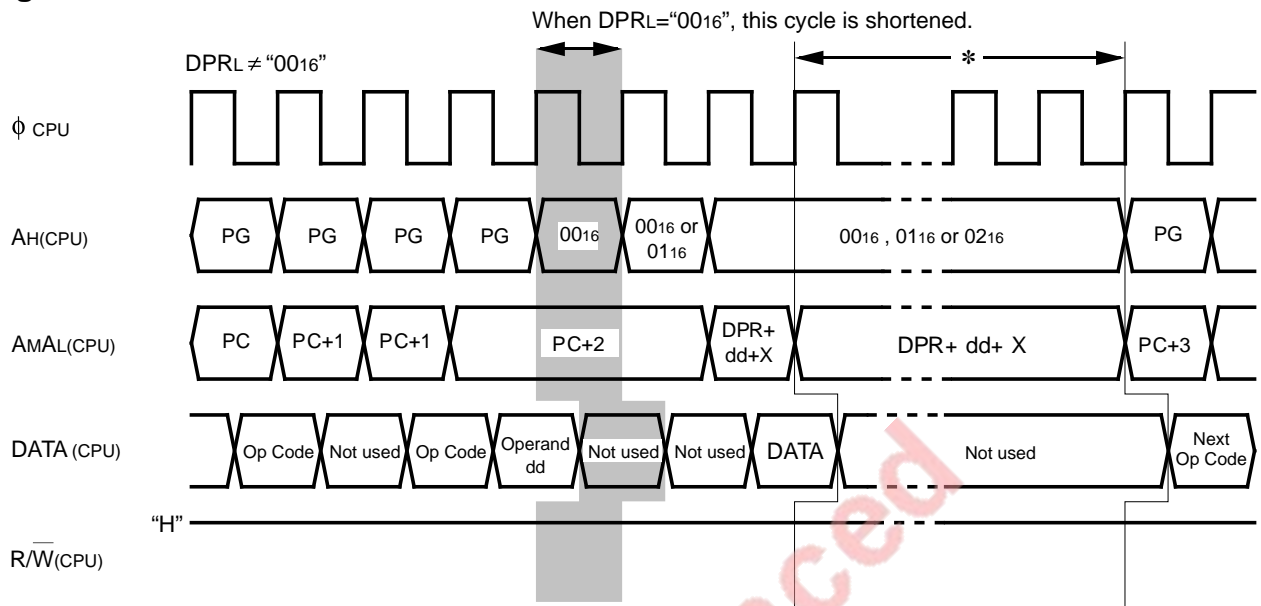 When DPRL="0016", this cycle is shortened.
DPRL ≠ "0016"
*
ϕ CPU
AH(CPU)
PG PG PG PG 0016 0016 or 0116 0016 , 0116 or 0216 PG
AMAL(CPU)
PC PC+1 PC+1 PC+2 DPR+ dd+X DPR+ dd+ X PC+3
DATA (CPU)
Op Code Not used Op Code Operand dd Not used Not used DATA Not used Next Op Code
"H"
R/W̅(CPU)